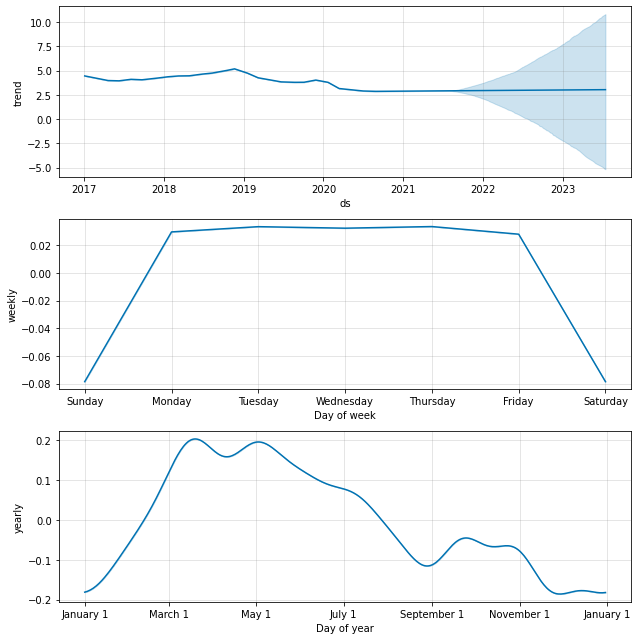 10.0
7.5
5.0
2.5
0.0
−2.5
−5.0
trend
2017 2018 2019 2020 2021 2022 2023
ds
0.02
0.00
−0.02
−0.04
−0.06
−0.08
weekly
Sunday Monday Tuesday Wednesday Thursday Friday Saturday
Day of week
0.2
0.1
0.0
−0.1
−0.2
yearly
January 1 March 1 May 1 July 1 September 1 November 1 January 1
Day of year